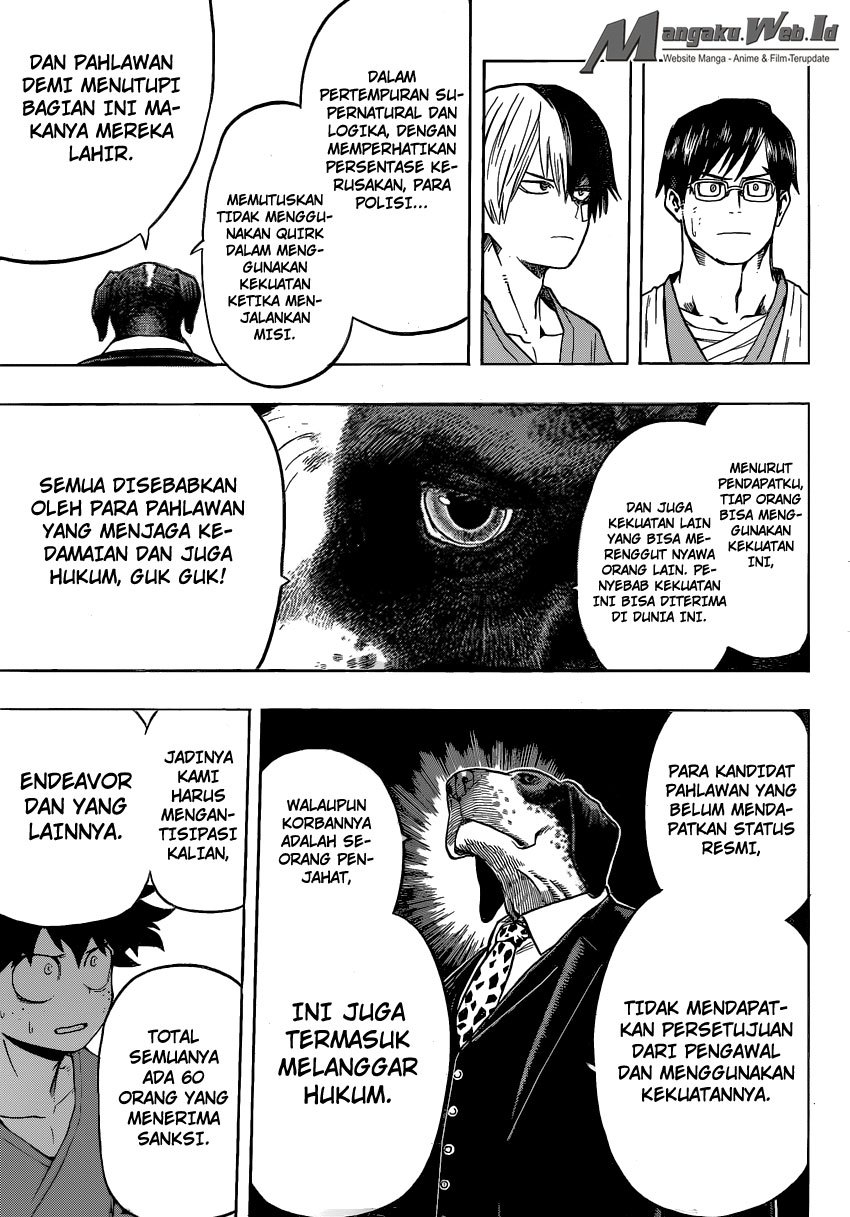 Mangaku.Web.Id
Website Manga - Anime & Film-Terupdate
DALAM
PERTEMPURAN SU-
PERNATURAL DAN
LOGIKA, DENGAN
MEMPERHATIKAN
PERSENTASE KE-
RUSAKAN, PARA
POLISI...
MEMUTUSKAN
TIDAK MENGGU-
NAKAN QUIRK
DALAM MENG-
GUNAKAN
KEKUATAN
KETIKA MEN-
JALANKAN
MISI.
DAN PAHLAWAN
DEMI MENUTUPI
BAGIAN INI MA-
KANYA MEREKA
LAHIR.
MENURUT
PENDAPATKU,
TIAP ORANG
BISA MENG-
GUNAKAN
KEKUATAN
INI,
DAN JUGA
KEKUATAN LAIN
YANG BISA ME-
RENGGUT NYAWA
ORANG LAIN. PE-
NYEBAB KEKUATAN
INI BISA DITERIMA
DI DUNIA INI.
SEMUA DISEBABKAN
OLEH PARA PAHLAWAN
YANG MENJAGA KE-
DAMAIAN DAN JUGA
HUKUM, GUK GUK!
PARA KANDIDAT
PAHLAWAN YANG
BELUM MENDA-
PATKAN STATUS
RESMI,
TIDAK MENDAPAT-
KAN PERSETUJUAN
DARI PENGAWAL
DAN MENGGUNAKAN
KEKUATANNYA.
WALAUPUN
KORBANNYA
ADALAH SE-
ORANG PEN-
JAHAT,
INI JUGA
TERMASUK
MELANGGAR
HUKUM.
JADINYA
KAMI
HARUS
MENGAN-
TISIPASI
KALIAN,
ENDEAVOR
DAN YANG
LAINNYA.
TOTAL
SEMUANYA
ADA 60
ORANG YANG
MENERIMA
SANKSI.